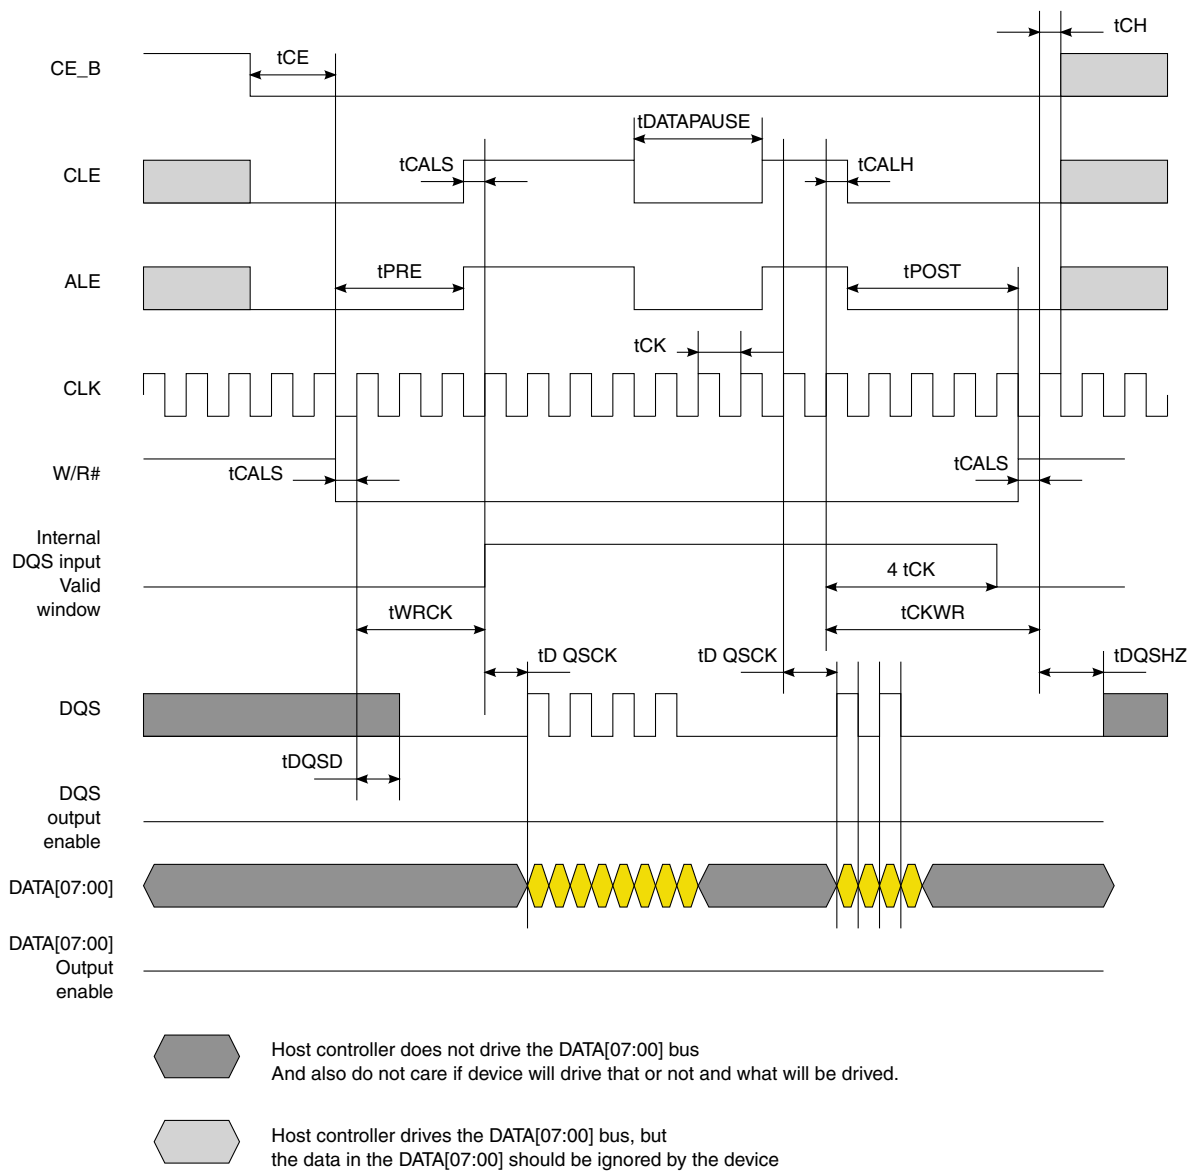 tCH
tCE
CE_B
tDATAPAUSE
tCALS
tCALH
CLE
tPRE
tPOST
ALE
tCK
CLK
W/R#
tCALS
tCALS
Internal
DQS input
Valid
window
4 tCK
tWRCK
tCKWR
tD QSCK
tD QSCK
tDQSHZ
DQS
tDQSD
DQS
output
enable
DATA[07:00]
DATA[07:00]
Output
enable
Host controller does not drive the DATA[07:00] bus
And also do not care if device will drive that or not and what will be drived.
Host controller drives the DATA[07:00] bus, but
the data in the DATA[07:00] should be ignored by the device